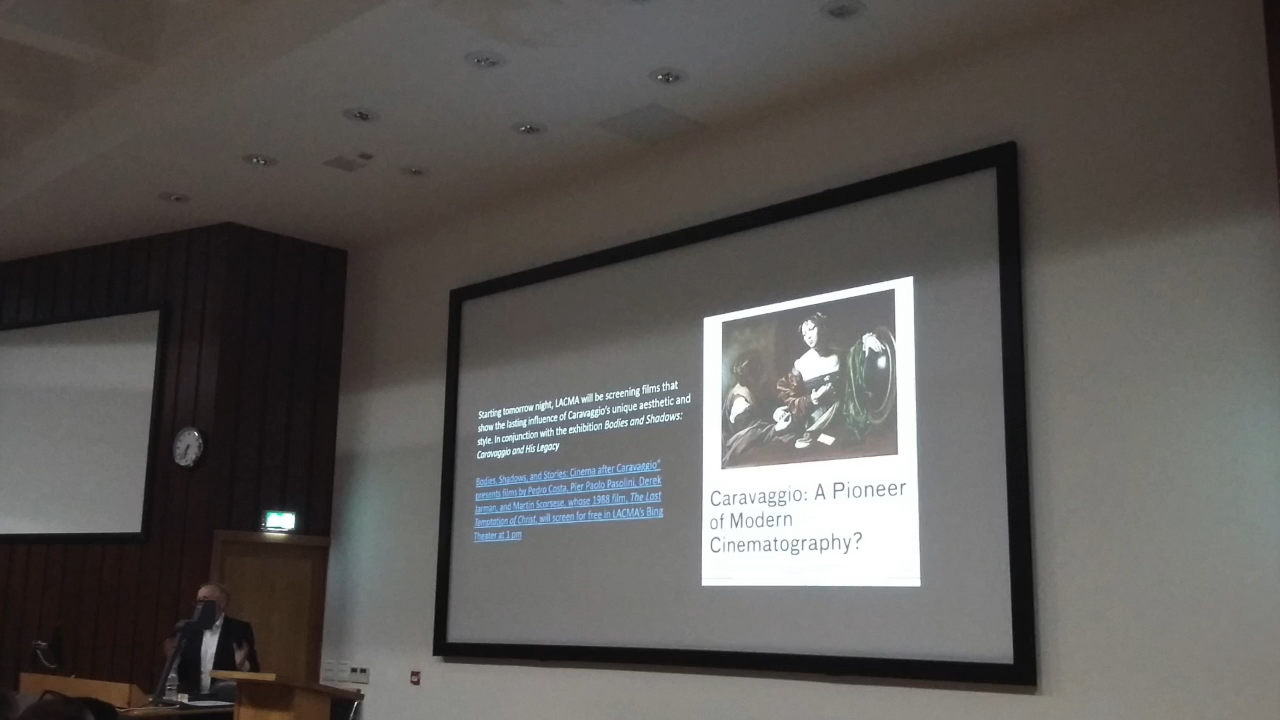 Starting tomorrow night, LACMA will be screening films that
show the lasting influence of Caravaggio's unique aesthetic and
style. In conjunction with the exhibition Bodies and Shadows:
Caravaggio and His Legacy
Bodies, Shadows, and Stories: Cinema after Caravaggio"
presents films by Pedro Costa, Pier Paolo Pasolini, Derek
Jarman, and Martin Scorsese, whose 1988 film, The Last
Temptation of Christ, will screen for free in LACMA's Bing
Theater at 1 pm
Caravaggio: A Pioneer
of Modern
Cinematography?